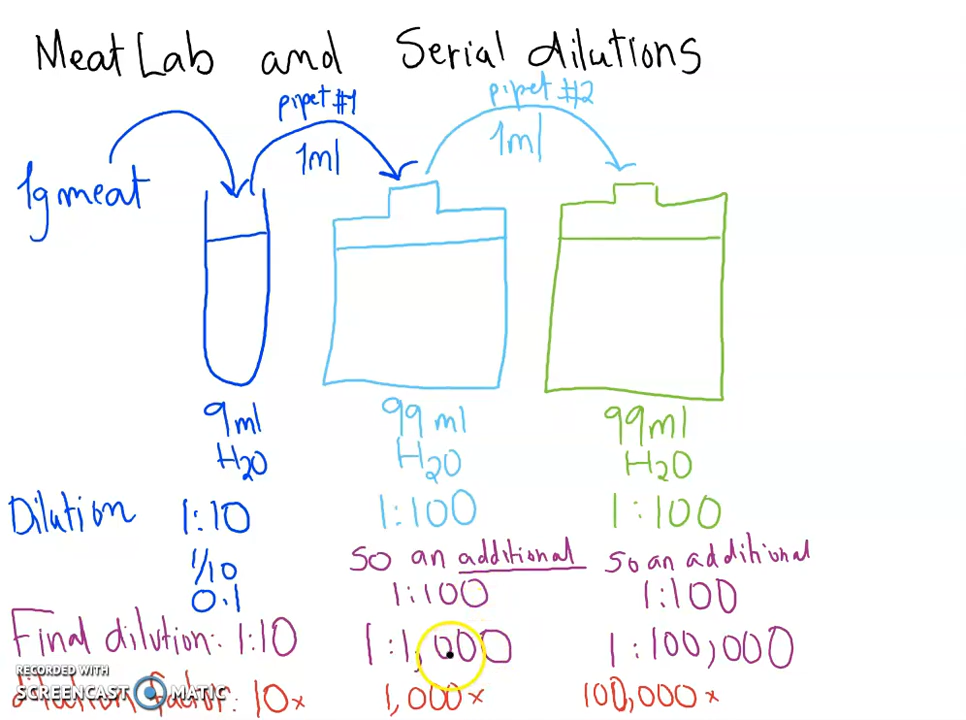 Meat Lab and Serial dilutions
pipet #1
pipet #2
1ml
1ml
1g meat
9ml
H2O
99 ml
H2O
99ml
H2O
Dilution 1:10 1:100 1:100
1/10
0.1
So an additional
1:100
So an additional
1:100
Final dilution: 1:10 1:1,000 1:100,000
RECORDED WITH
SCREENCAST MATIC
Factor: 10x 1,000x 100,000x